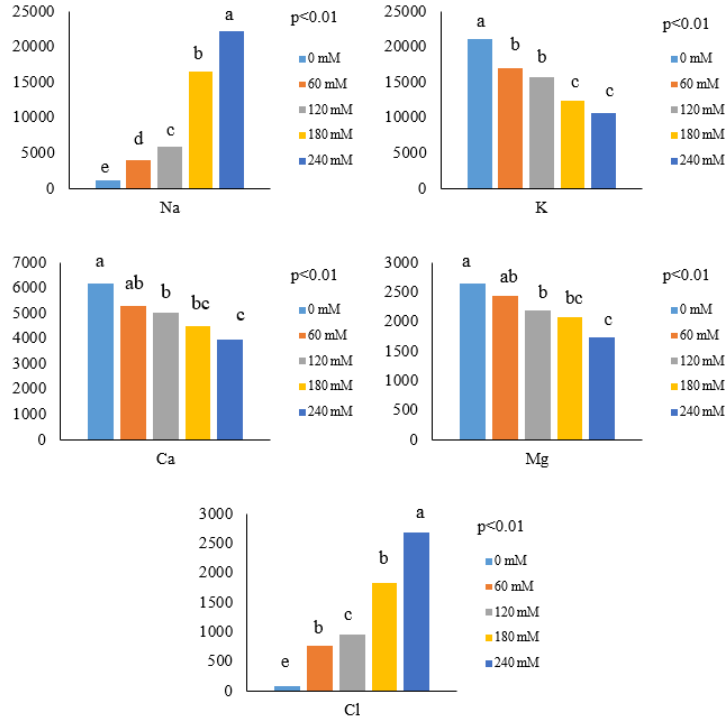 25000
20000
15000
10000
5000
0
e
d
c
b
a
Na
p<0.01
0 mM
60 mM
120 mM
180 mM
240 mM
25000
20000
15000
10000
5000
0
a
b
b
c
c
K
p<0.01
0 mM
60 mM
120 mM
180 mM
240 mM
7000
6000
5000
4000
3000
2000
1000
0
a
ab
b
bc
c
Ca
p<0.01
0 mM
60 mM
120 mM
180 mM
240 mM
3000
2500
2000
1500
1000
500
0
a
ab
b
bc
c
Mg
p<0.01
0 mM
60 mM
120 mM
180 mM
240 mM
3000
2500
2000
1500
1000
500
0
e
b
c
b
a
Cl
p<0.01
0 mM
60 mM
120 mM
180 mM
240 mM